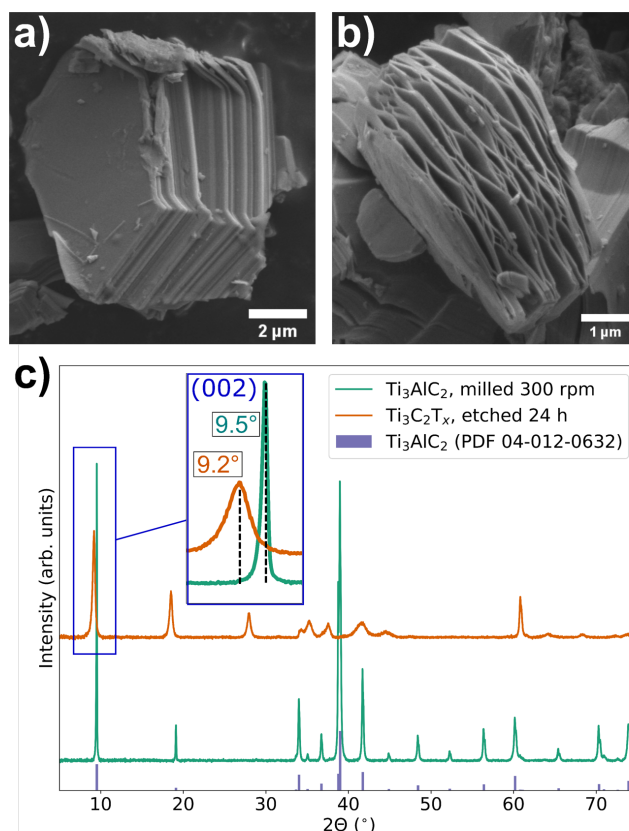 a)
2 μm
b)
1 μm
c)
(002)
9.5°
9.2°
Ti₃AlC₂, milled 300 rpm
Ti₃C₂Tₓ, etched 24 h
Ti₃AlC₂ (PDF 04-012-0632)
Intensity (arb. units)
10 20 30 40 50 60 70
2Θ (°)